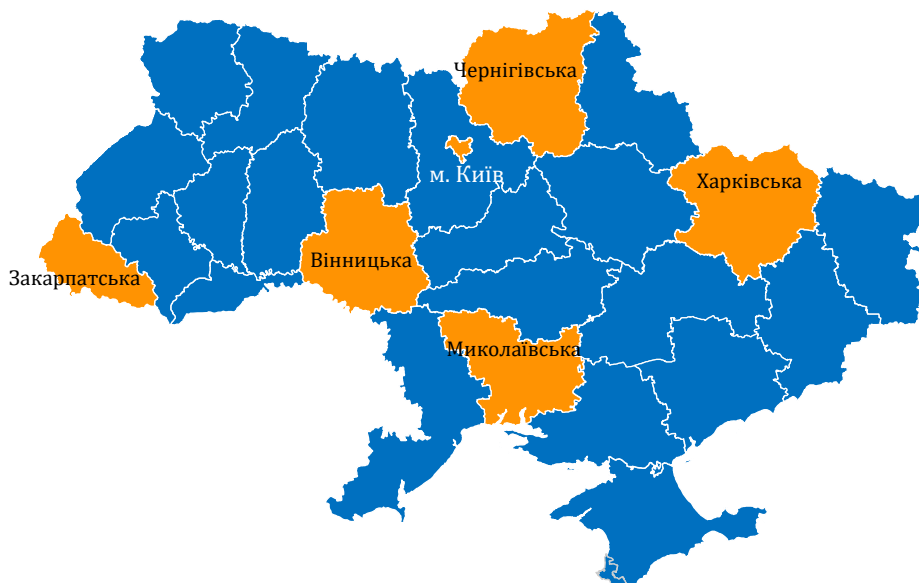 Чернігівська
м. Київ
Харківська
Вінницька
Закарпатська
Миколаївська